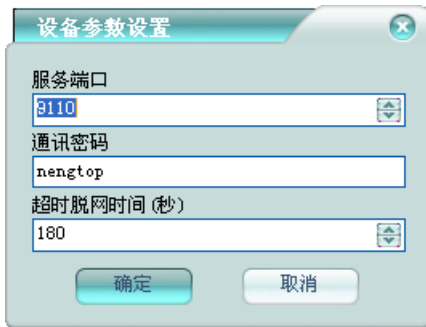 设备参数设置
服务端口
9110
通讯密码
nengtop
超时脱网时间(秒)
180
确定 取消